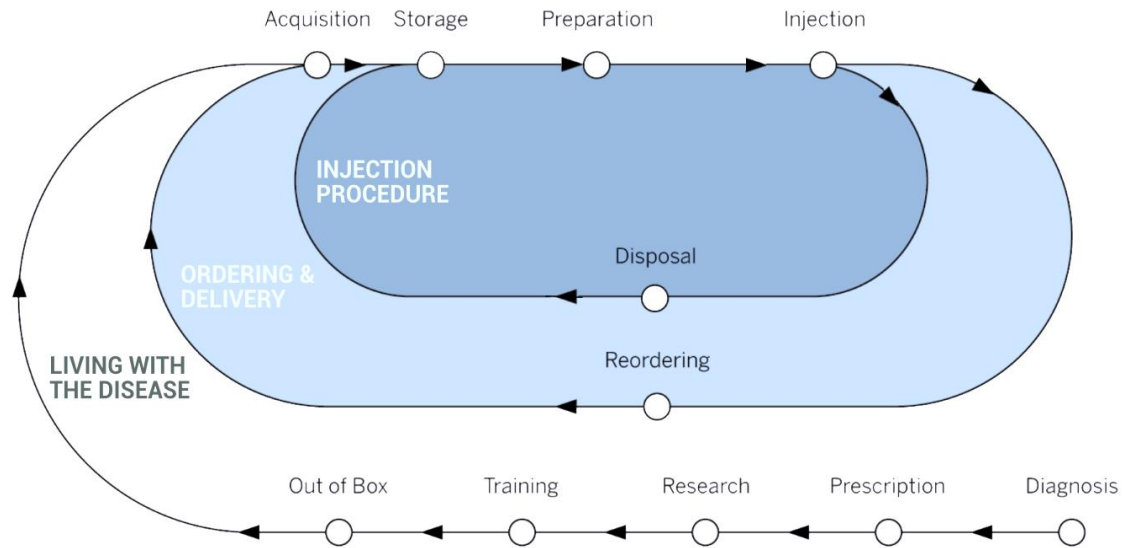 Acquisition
Storage
Preparation
Injection
INJECTION
PROCEDURE
Disposal
ORDERING &
DELIVERY
Reordering
LIVING WITH
THE DISEASE
Out of Box
Training
Research
Prescription
Diagnosis